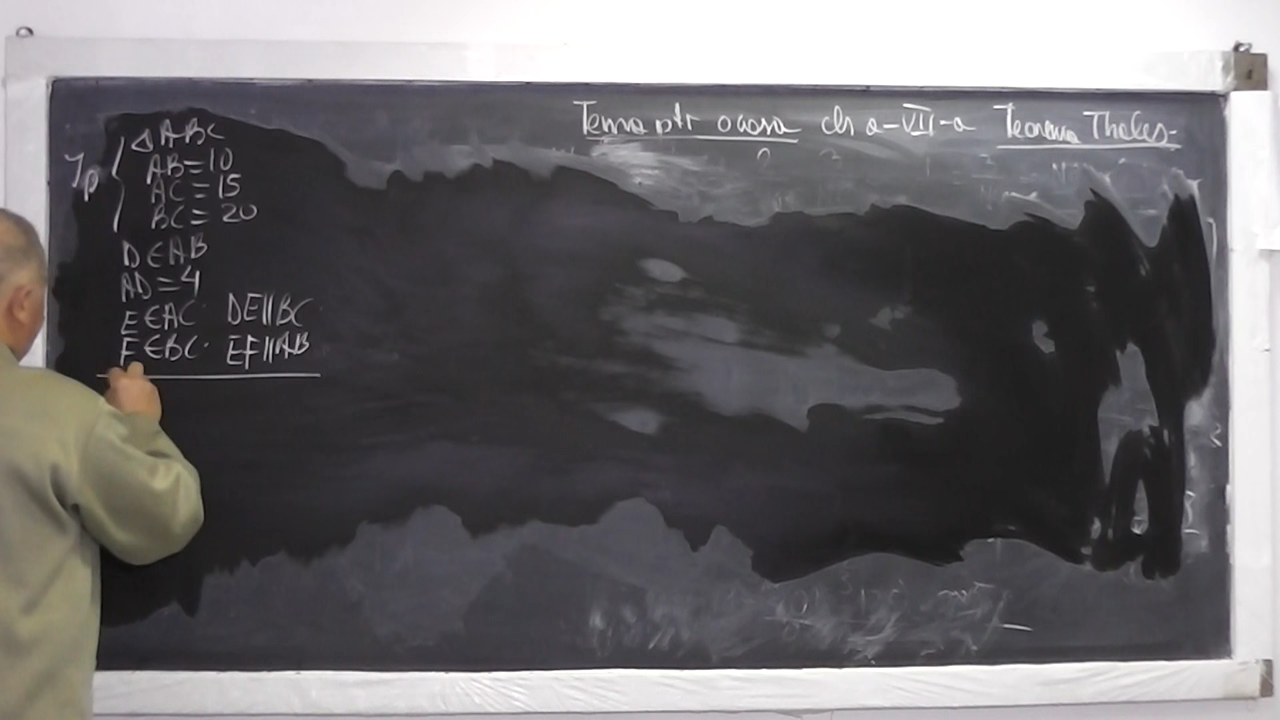 Tema ptr acasa cls a-VII-a Teorema Thales-
Ip { △ABC
AB=10
AC=15
BC=20
D∈AB
AD=4
E∈AC DE||BC
F∈BC EF||AB